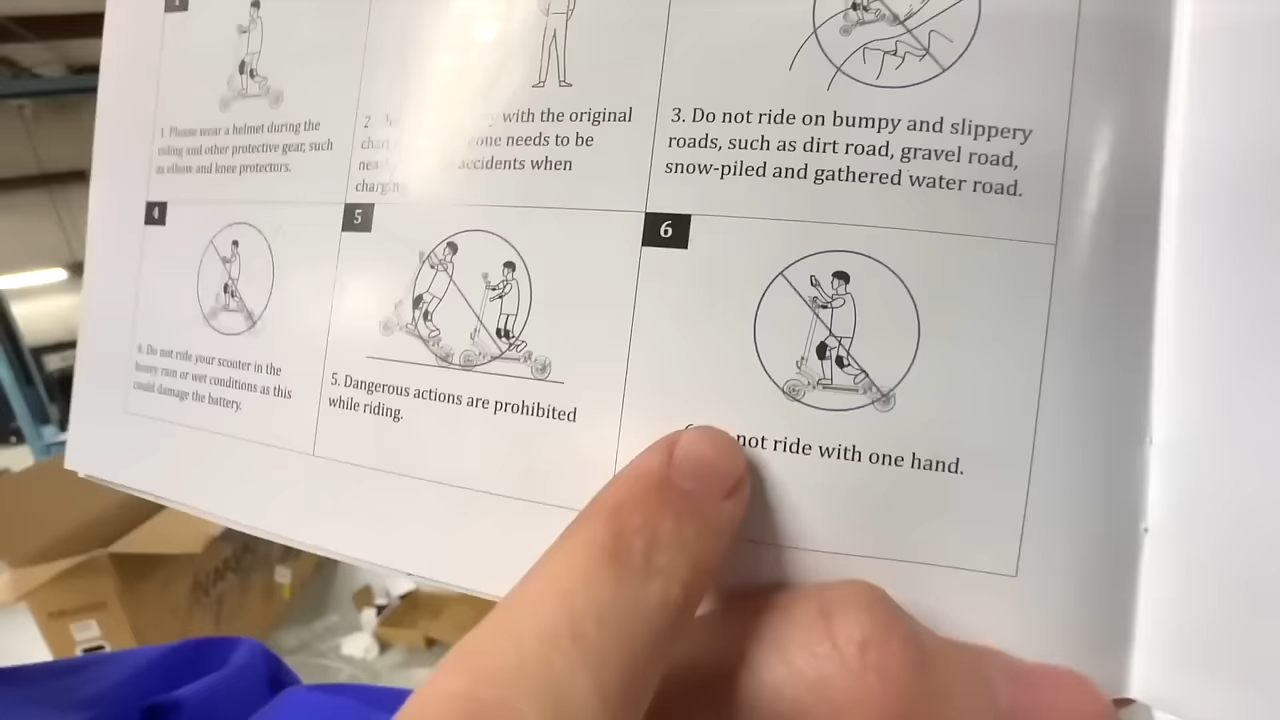 1
1. Please wear a helmet during the
riding and other protective gear, such
as elbow and knee protectors.
2.
with the original
needs to be
accidents when
charging
3. Do not ride on bumpy and slippery
roads, such as dirt road, gravel road,
snow-piled and gathered water road.
4
4. Do not ride your scooter in the
heavy rain or wet conditions as this
could damage the battery.
5
5. Dangerous actions are prohibited
while riding.
6
not ride with one hand.